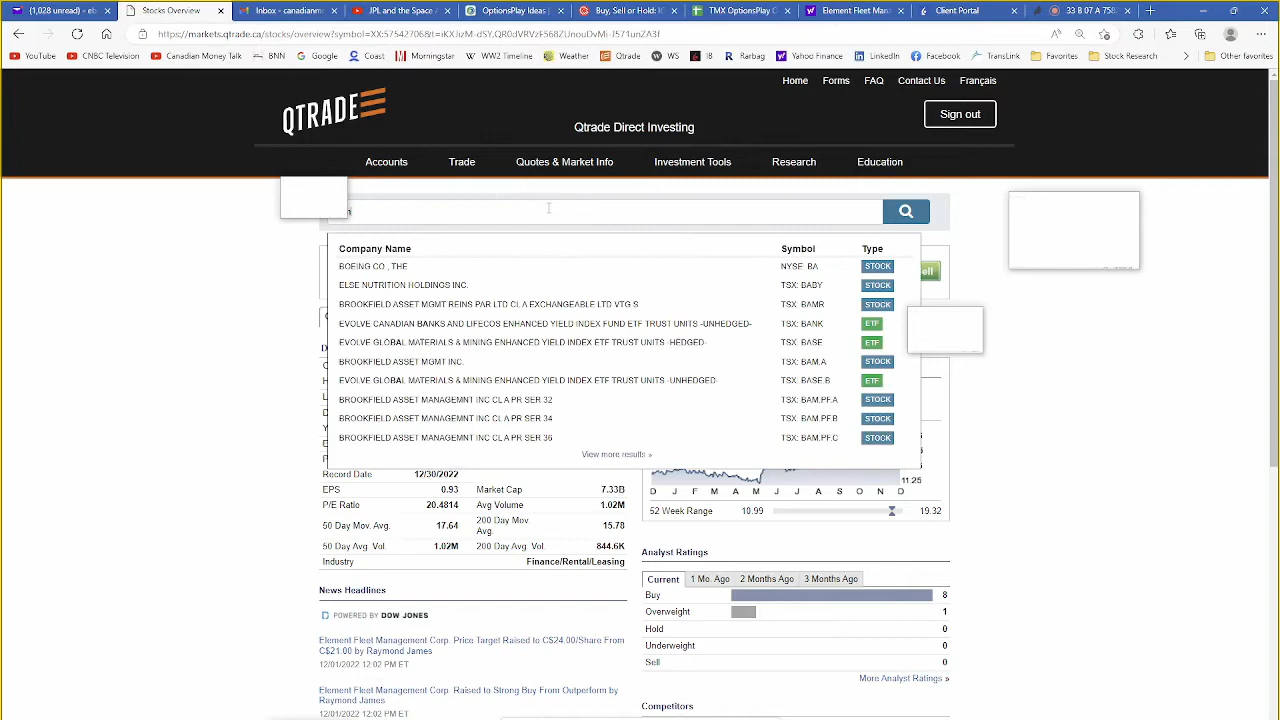 (1,028 unread) - eb
Stocks Overview
Inbox - canadianm
JPL and the Space
OptionsPlay Ideas |
Buy, Sell or Hold: I
TMX OptionsPlay
Element Fleet Man
Client Portal
33 B 07 A 758
https://markets.qtrade.ca/stocks/overview?symbol=XX:57542706
YouTube CNBC Television Canadian Money Talk BNN Google Coast Morningstar WW2 Timeline Weather Qtrade WS !8 Rarbag Yahoo Finance LinkedIn Facebook TransLink Favorites Stock Research Other favorites
Home Forms FAQ Contact Us Français
QTRADE
Qtrade Direct Investing
Sign out
Accounts Trade Quotes & Market Info Investment Tools Research Education
Company Name Symbol Type
BOEING CO., THE NYSE: BA STOCK
ELSE NUTRITION HOLDINGS INC. TSX: BABY STOCK
BROOKFIELD ASSET MGMT REINS PAR LTD CL A EXCHANGEABLE LTD VTG S TSX: BAMR STOCK
EVOLVE CANADIAN BANKS AND LIFECOS ENHANCED YIELD INDEX FUND ETF TRUST UNITS -UNHEDGED- TSX: BANK ETF
EVOLVE GLOBAL MATERIALS & MINING ENHANCED YIELD INDEX ETF TRUST UNITS -HEDGED- TSX: BASE ETF
BROOKFIELD ASSET MGMT INC. TSX: BAM.A STOCK
EVOLVE GLOBAL MATERIALS & MINING ENHANCED YIELD INDEX ETF TRUST UNITS -UNHEDGED- TSX: BASE.B ETF
BROOKFIELD ASSET MANAGEMNT INC CL A PR SER 32 TSX: BAM.PF.A STOCK
BROOKFIELD ASSET MANAGEMNT INC CL A PR SER 34 TSX: BAM.PF.B STOCK
BROOKFIELD ASSET MANAGEMNT INC CL A PR SER 36 TSX: BAM.PF.C STOCK
View more results »
Record Date 12/30/2022
EPS 0.93 Market Cap 7.33B
P/E Ratio 20.4814 Avg Volume 1.02M
50 Day Mov. Avg. 17.64 200 Day Mov. Avg. 15.78
50 Day Avg. Vol. 1.02M 200 Day Avg. Vol. 844.6K
Industry Finance/Rental/Leasing
11.25
D J F M A M J J A S O N D
52 Week Range 10.99 19.32
Analyst Ratings
Current 1 Mo. Ago 2 Months Ago 3 Months Ago
Buy 8
Overweight 1
Hold 0
Underweight 0
Sell 0
More Analyst Ratings »
Competitors
News Headlines
POWERED BY DOW JONES
Element Fleet Management Corp. Price Target Raised to C$24.00/Share From
C$21.00 by Raymond James
12/01/2022 12:02 PM ET
Element Fleet Management Corp. Raised to Strong Buy From Outperform by
Raymond James
12/01/2022 12:02 PM ET